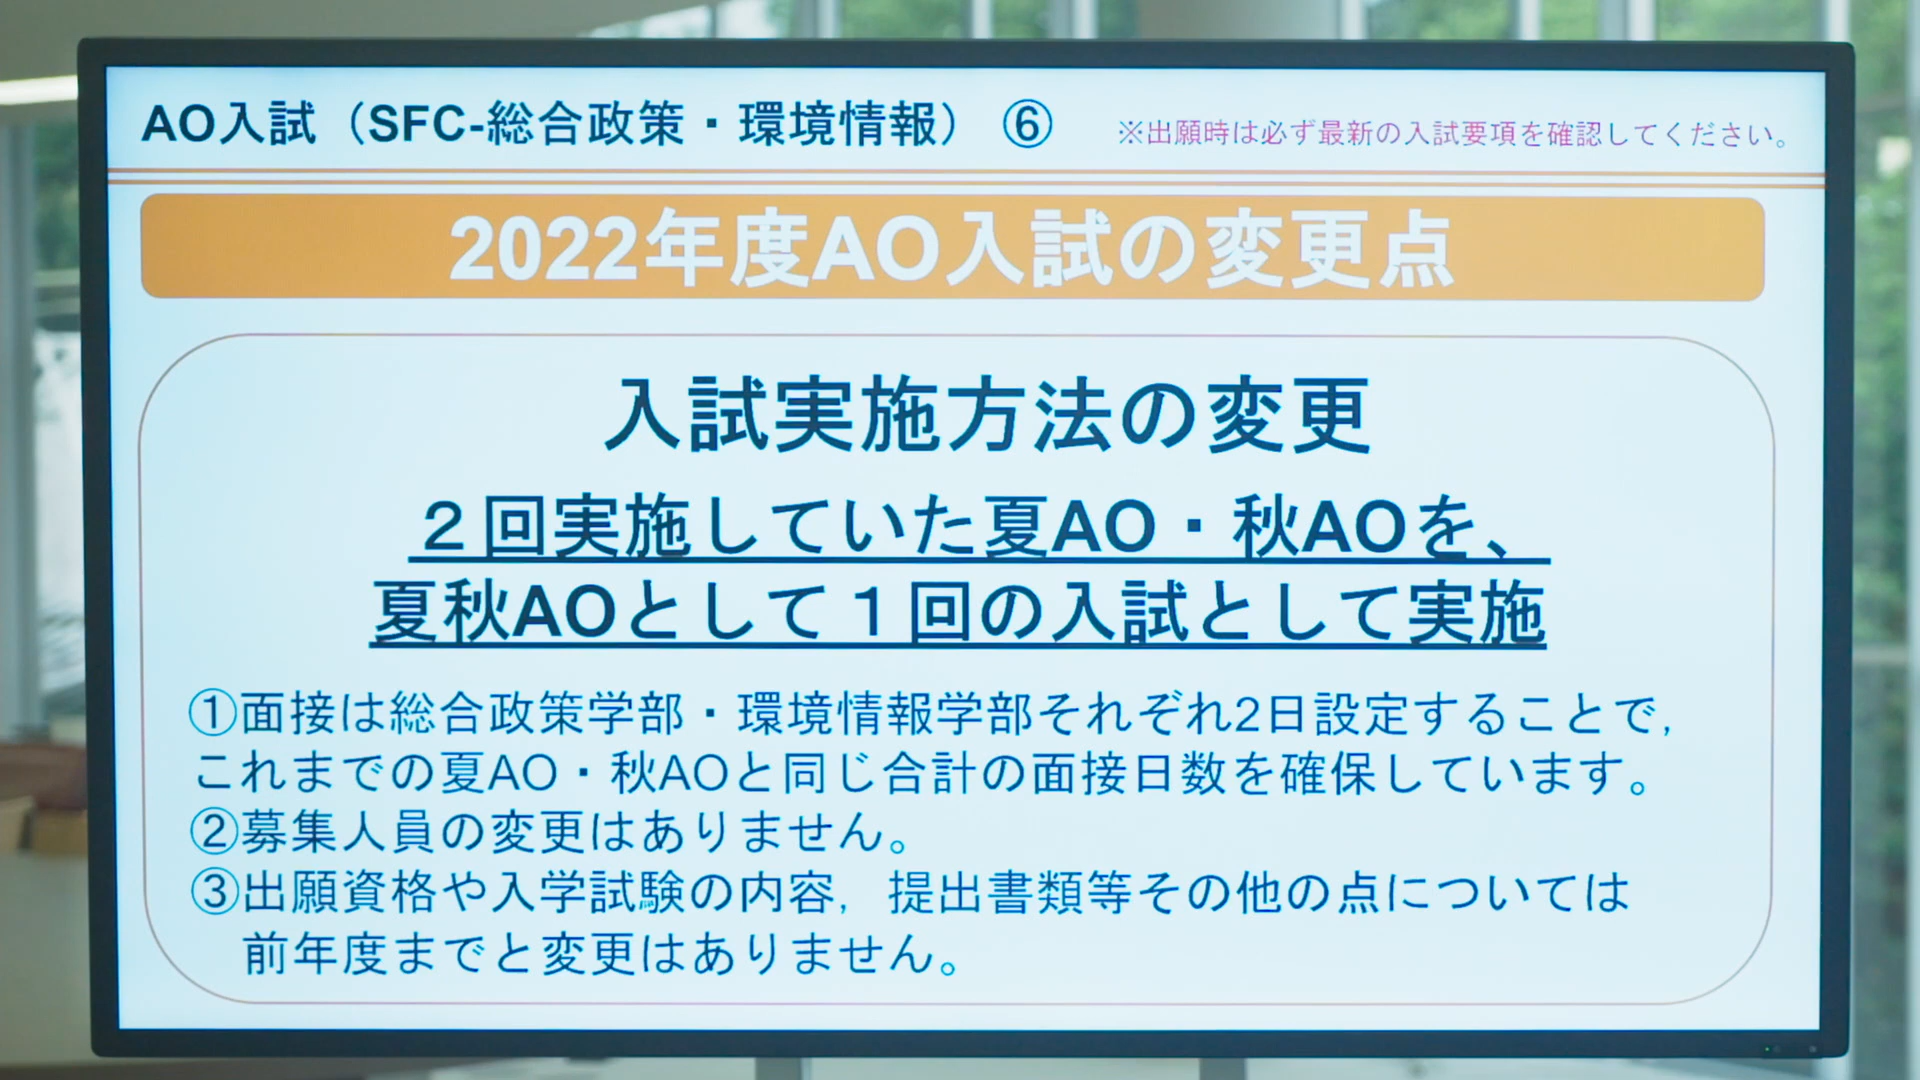 AO入試（SFC-総合政策・環境情報） ⑥
※出願時は必ず最新の入試要項を確認してください。
2022年度AO入試の変更点
入試実施方法の変更
２回実施していた夏AO・秋AOを、
夏秋AOとして１回の入試として実施
①面接は総合政策学部・環境情報学部それぞれ2日設定することで,
これまでの夏AO・秋AOと同じ合計の面接日数を確保しています。
②募集人員の変更はありません。
③出願資格や入学試験の内容，提出書類等その他の点については
前年度までと変更はありません。